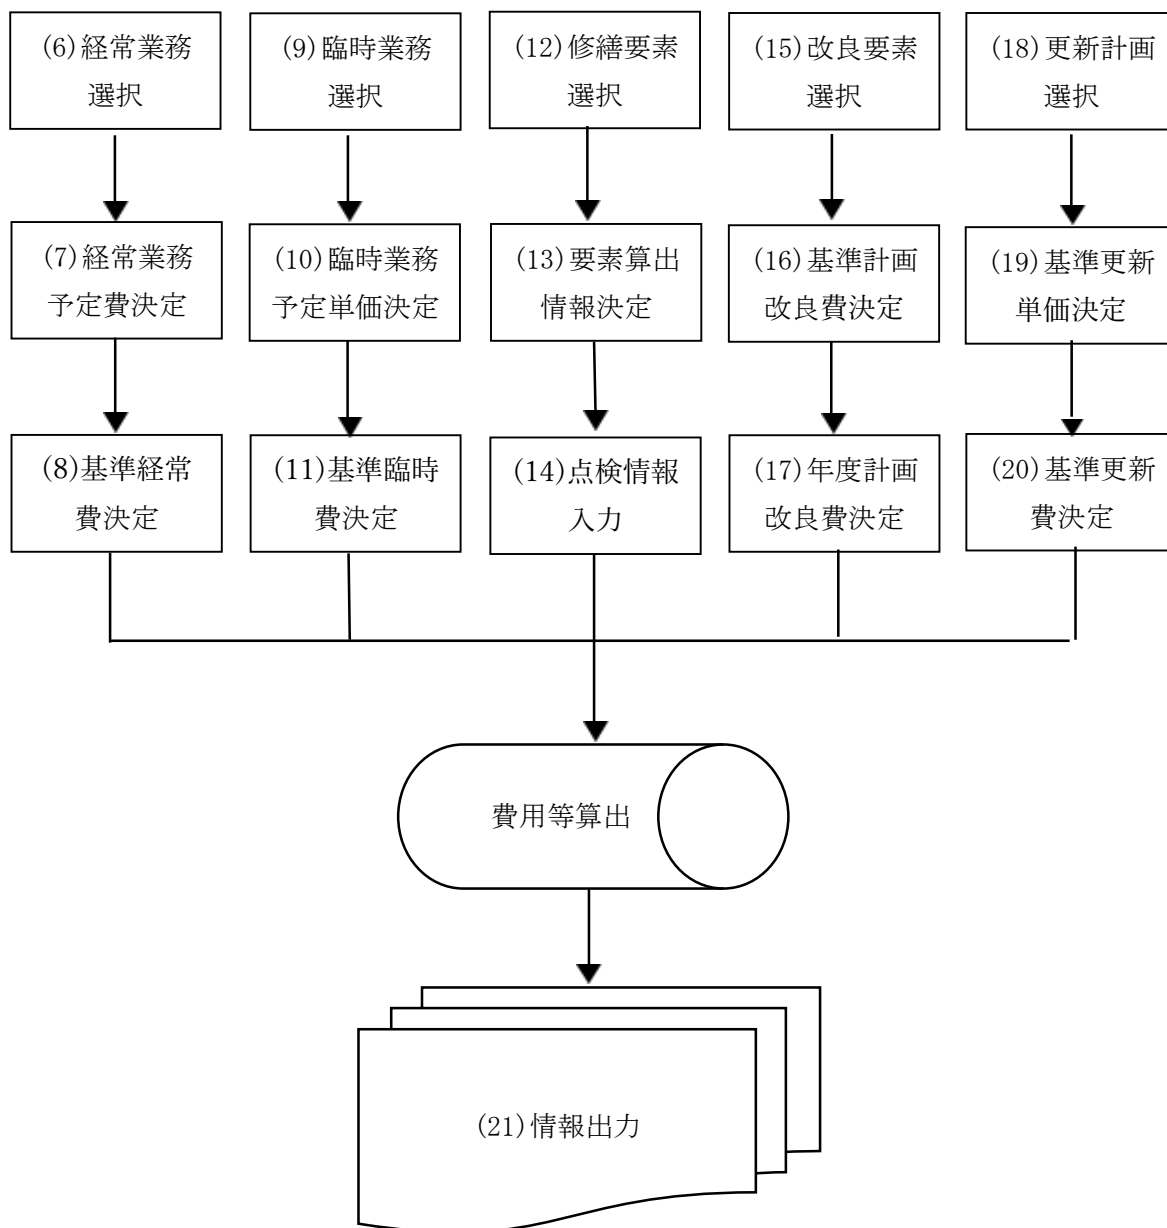 (6)経常業務
選択
(9)臨時業務
選択
(12)修繕要素
選択
(15)改良要素
選択
(18)更新計画
選択
(7)経常業務
予定費決定
(10)臨時業務
予定単価決定
(13)要素算出
情報決定
(16)基準計画
改良費決定
(19)基準更新
単価決定
(8)基準経常
費決定
(11)基準臨時
費決定
(14)点検情報
入力
(17)年度計画
改良費決定
(20)基準更新
費決定
費用等算出
(21)情報出力